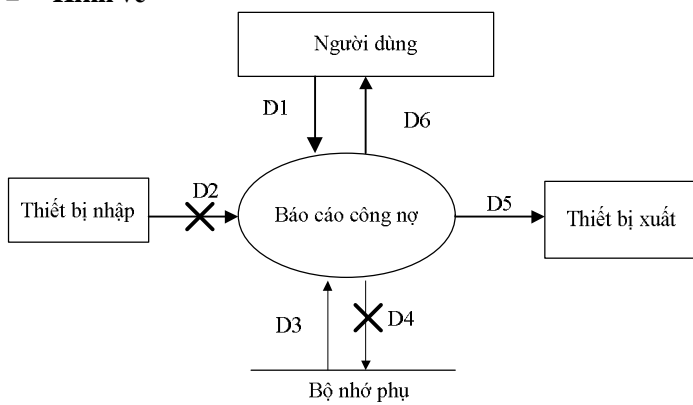 Người dùng
D1
D6
Thiết bị nhập
D2
Báo cáo công nợ
D5
Thiết bị xuất
D3
D4
Bộ nhớ phụ